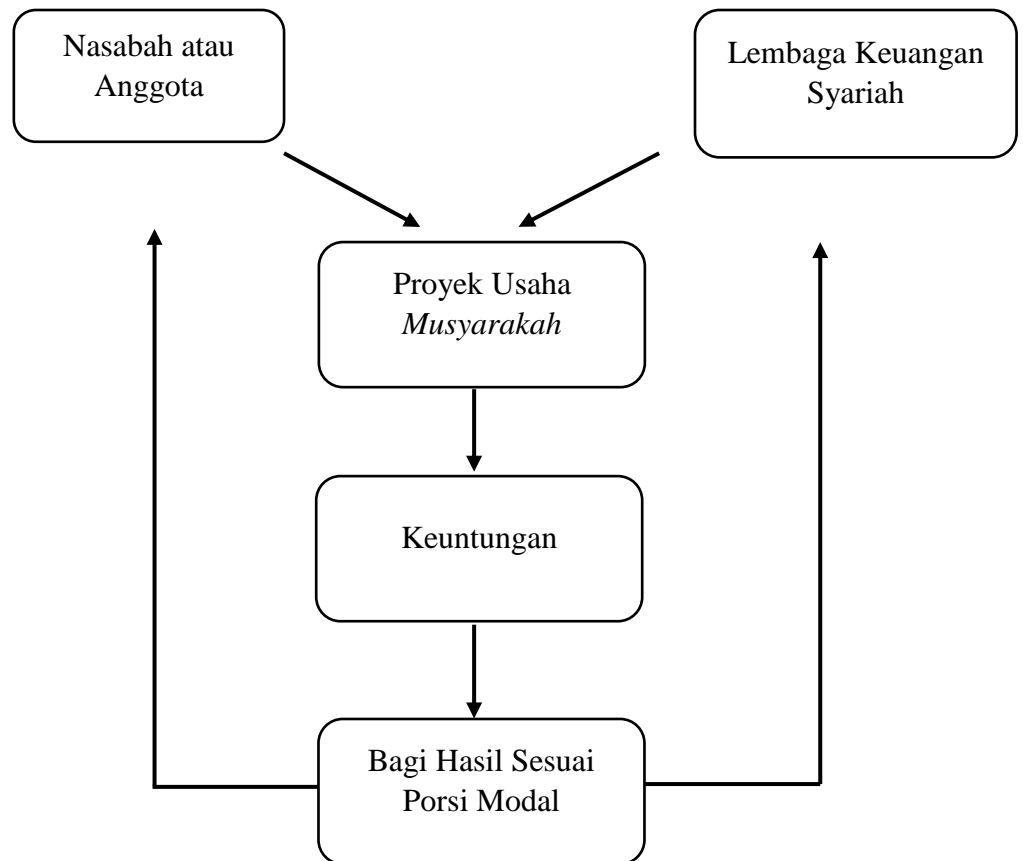 Nasabah atau
Anggota
Lembaga Keuangan
Syariah
Proyek Usaha
Musyarakah
Keuntungan
Bagi Hasil Sesuai
Porsi Modal